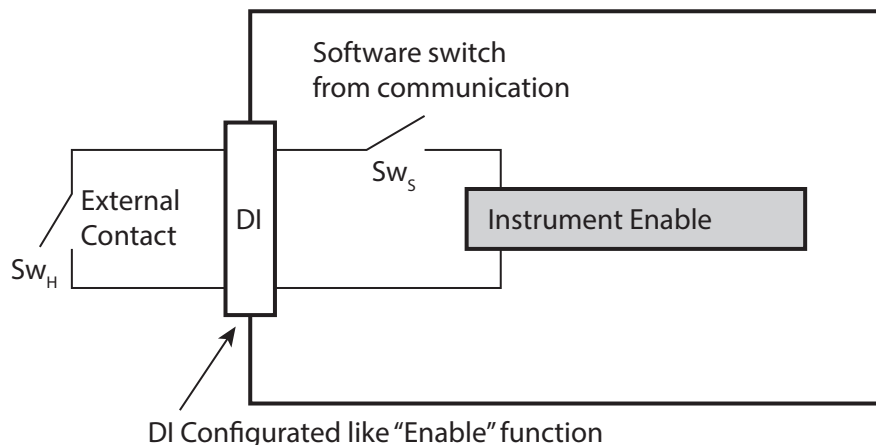 Software switch
from communication
Sw_S
External
Contact
Sw_H
DI
Instrument Enable
DI Configurated like “Enable” function